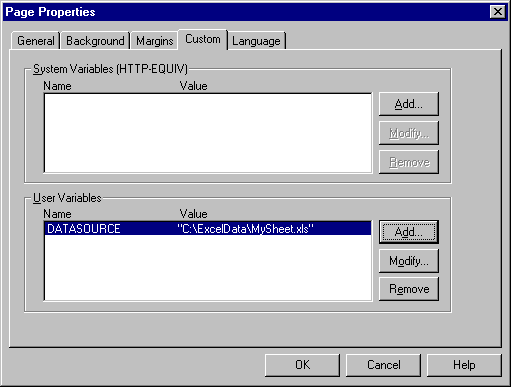 Page Properties
General Background Margins Custom Language
System Variables (HTTP-EQUIV)
Name Value
Add...
Modify...
Remove
User Variables
Name Value
DATASOURCE "C:\ExcelData\MySheet.xls"
Add...
Modify...
Remove
OK Cancel Help